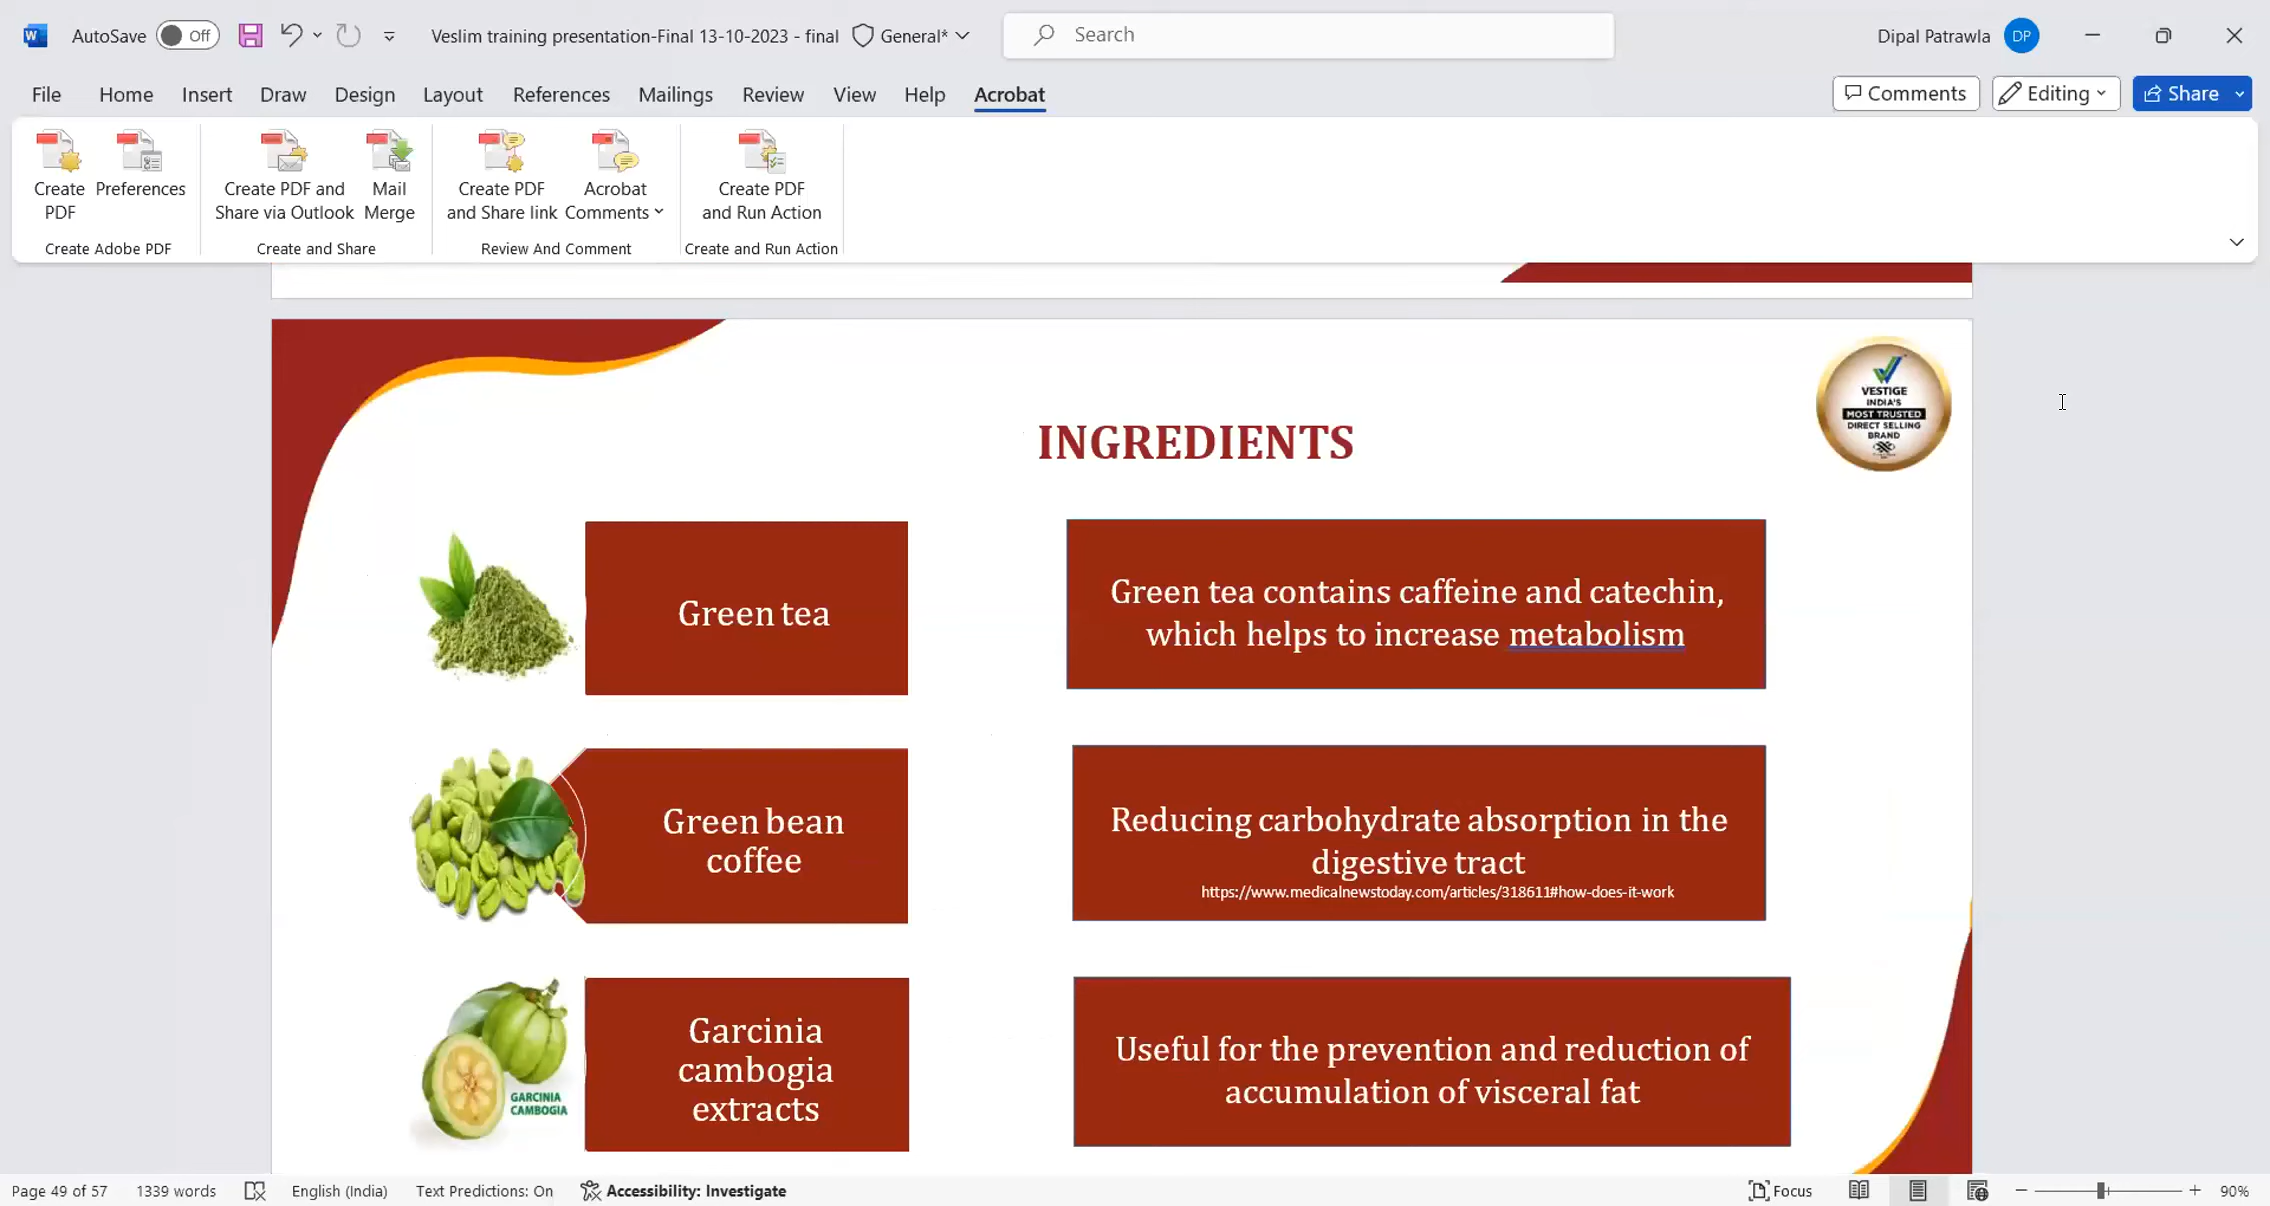 AutoSave Off Veslim training presentation-Final 13-10-2023 - final General* Search Dipal Patrawla DP
File Home Insert Draw Design Layout References Mailings Review View Help Acrobat Comments Editing Share
Create PDF
Preferences
Create PDF and
Share via Outlook
Mail
Merge
Create PDF
and Share link
Acrobat
Comments
Create PDF
and Run Action
Create Adobe PDF Create and Share Review And Comment Create and Run Action
VESTIGE
INDIA'S
MOST TRUSTED
DIRECT SELLING
BRAND
INGREDIENTS
Green tea
Green tea contains caffeine and catechin,
which helps to increase metabolism
Green bean
coffee
Reducing carbohydrate absorption in the
digestive tract
https://www.medicalnewstoday.com/articles/318611#how-does-it-work
GARCINIA
CAMBOGIA
Garcinia
cambogia
extracts
Useful for the prevention and reduction of
accumulation of visceral fat
Page 49 of 57 1339 words English (India) Text Predictions: On Accessibility: Investigate Focus 90%